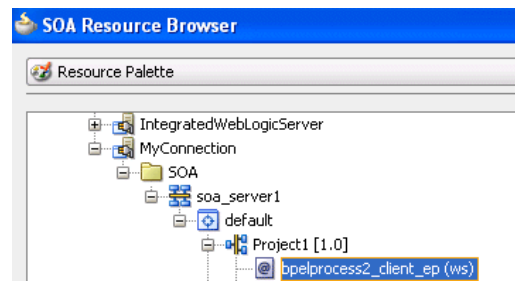 SOA Resource Browser
Resource Palette
IntegratedWebLogicServer
MyConnection
SOA
soa_server1
default
Project1 [1.0]
bpelprocess2_client_ep (ws)